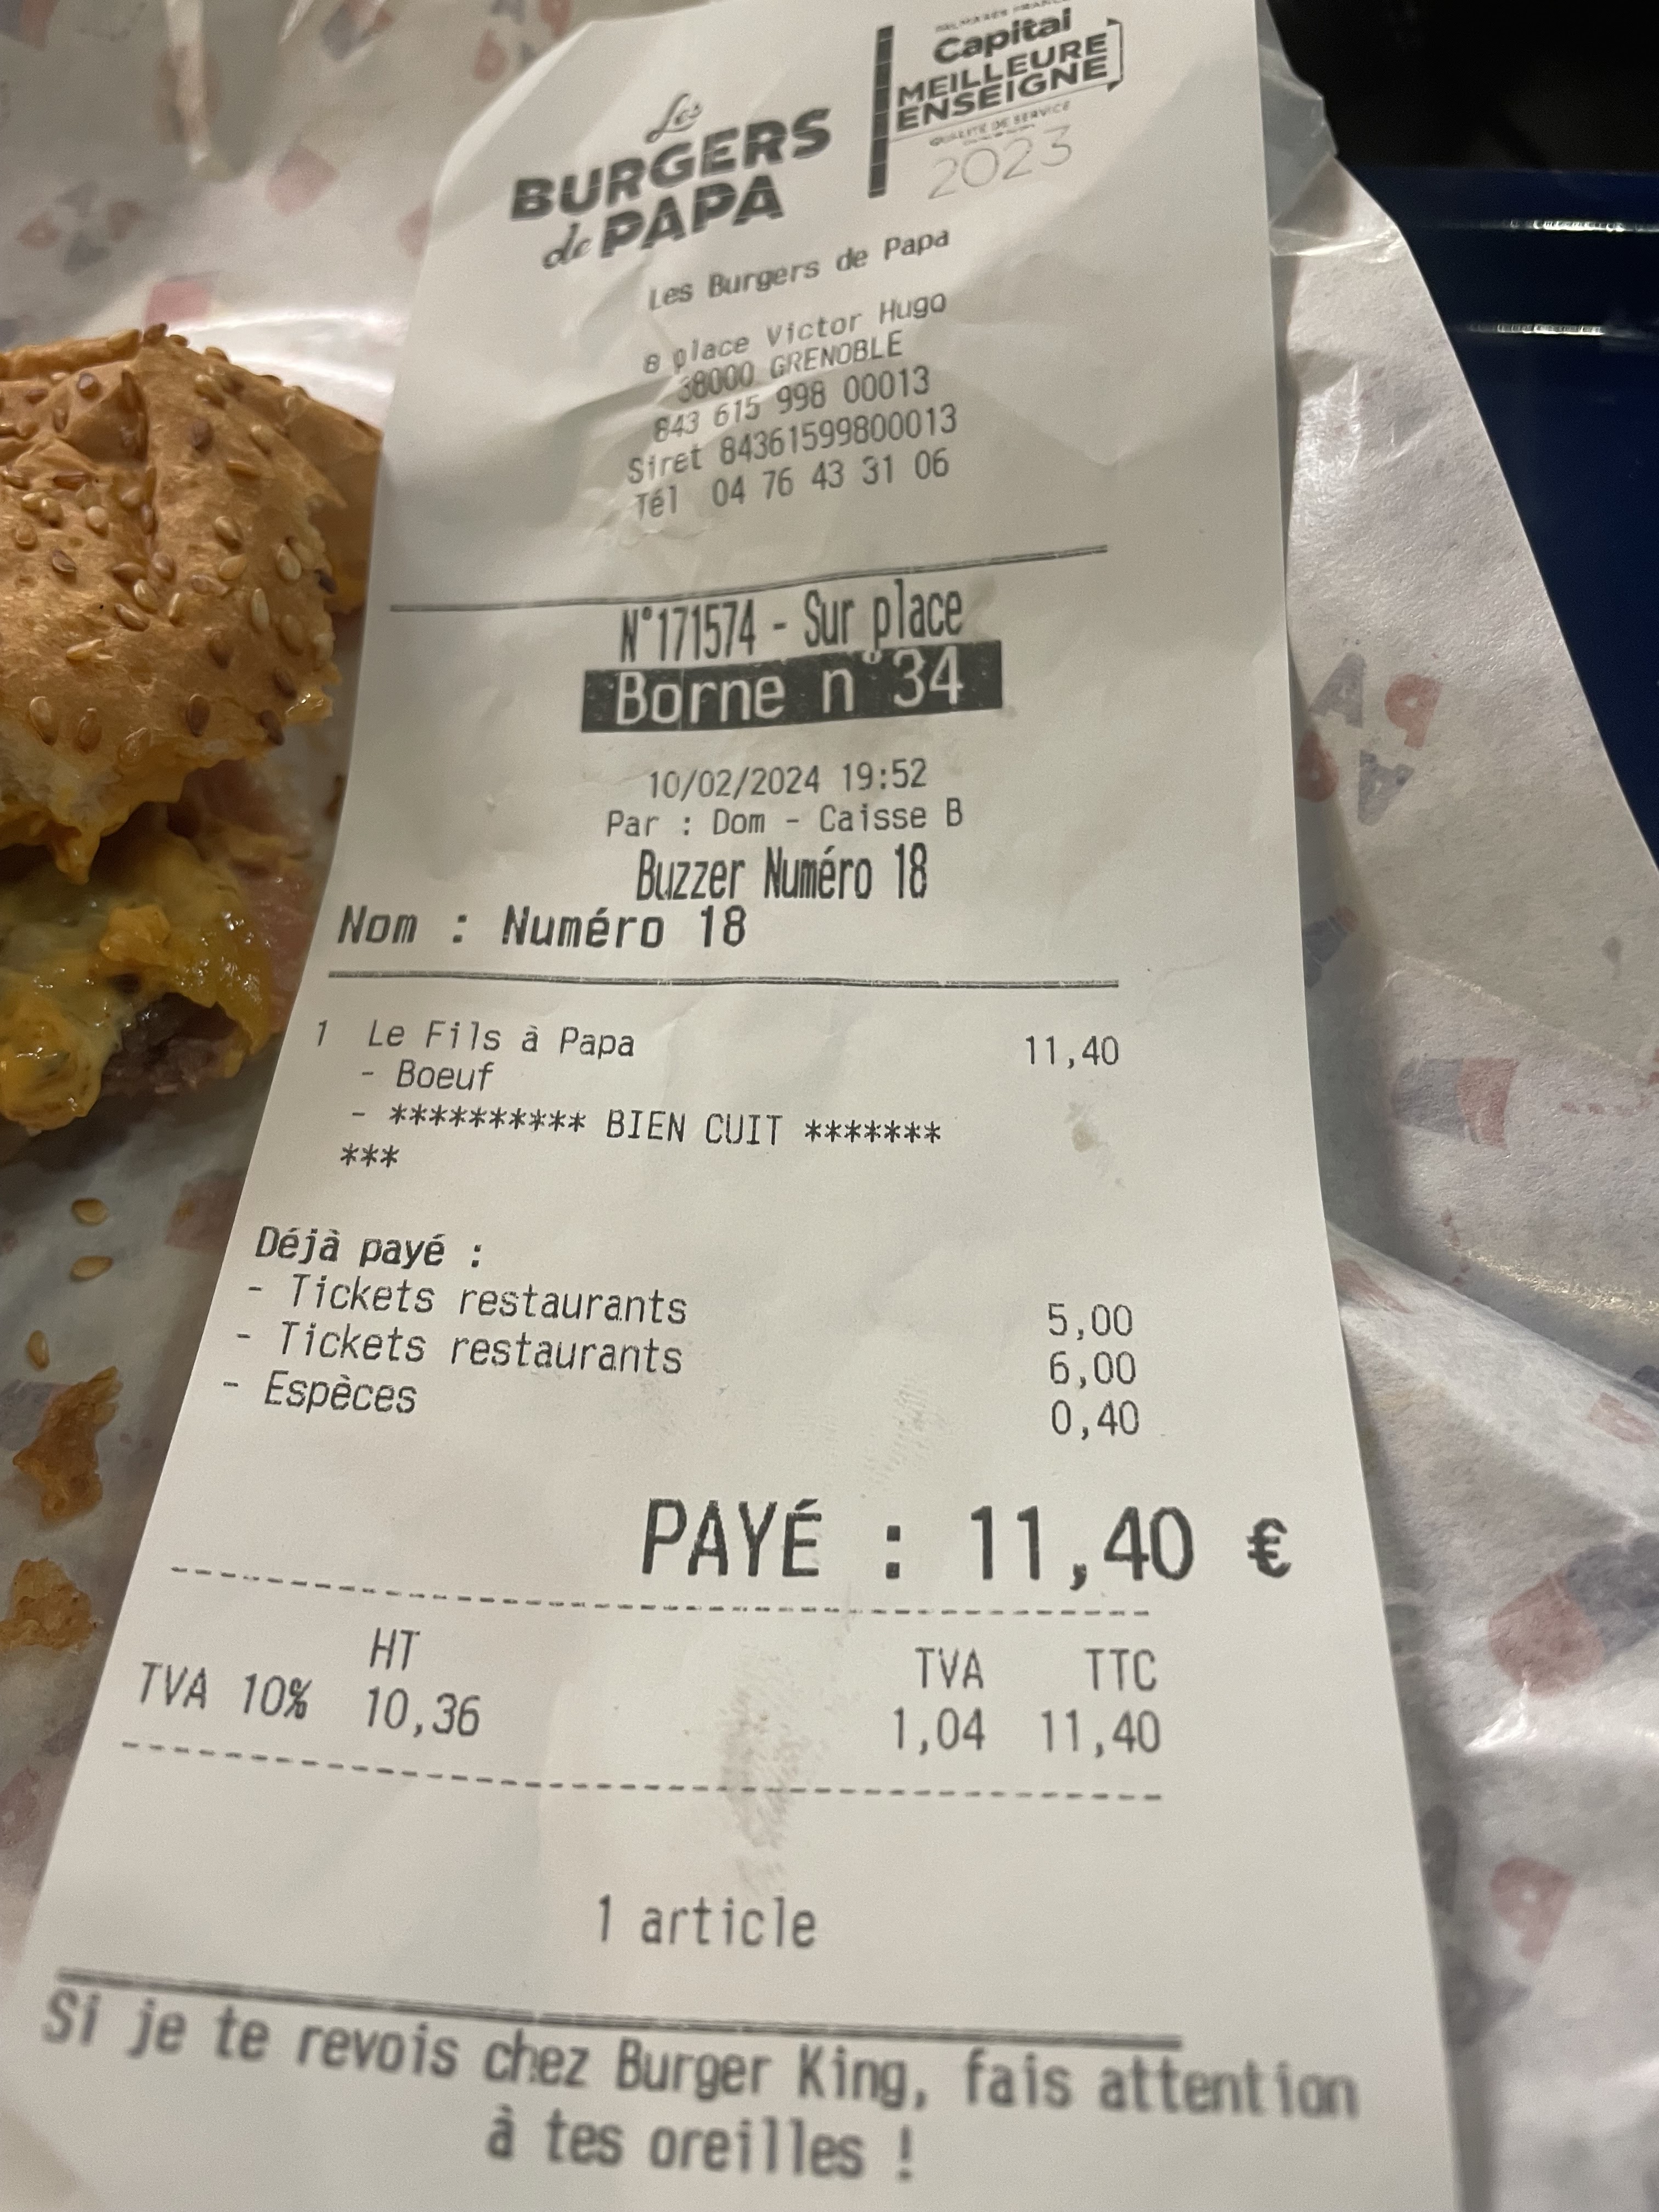 Capital
MEILLEURE
ENSEIGNE
QUALITÉ DE SERVICE
2023
Les
BURGERS
de PAPA
Les Burgers de Papa
8 place Victor Hugo
38000 GRENOBLE
843 615 998 00013
Siret 84361599800013
Tél 04 76 43 31 06
N°171574 - Sur place
Borne n°34
10/02/2024 19:52
Par : Dom - Caisse B
Buzzer Numéro 18
Nom : Numéro 18
1 Le Fils à Papa 11,40
- Boeuf
- ********** BIEN CUIT *******
***
Déjà payé :
- Tickets restaurants 5,00
- Tickets restaurants 6,00
- Espèces 0,40
PAYÉ : 11,40 €
HT TVA TTC
TVA 10% 10,36 1,04 11,40
1 article
Si je te revois chez Burger King, fais attention
à tes oreilles !